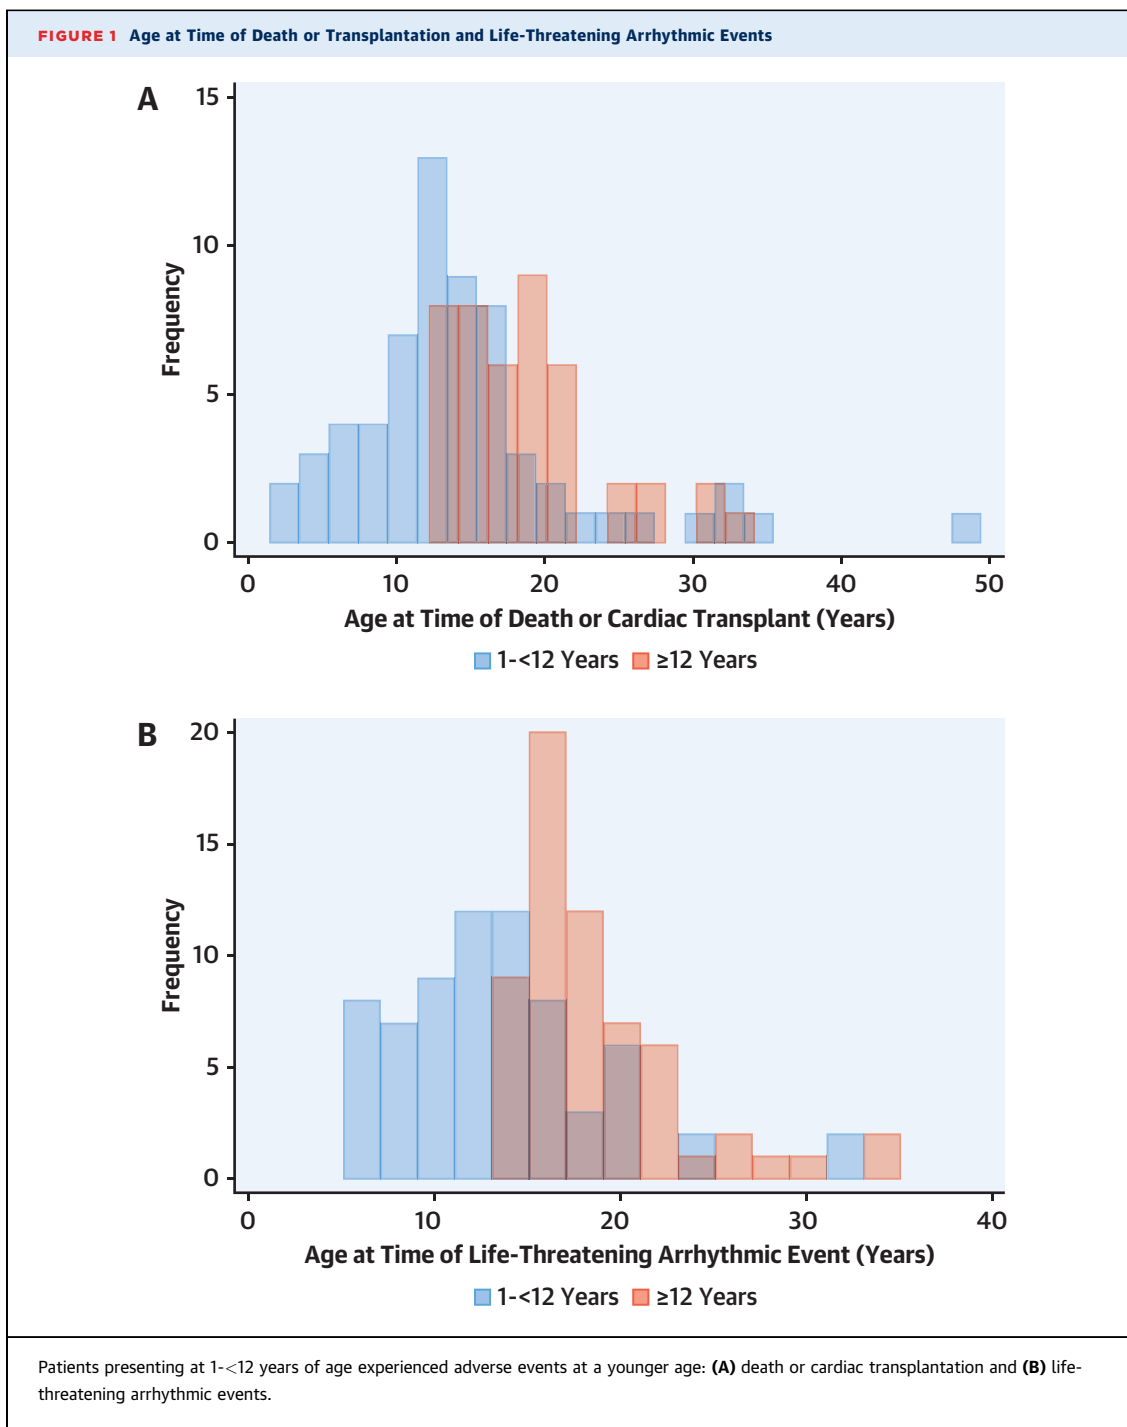 FIGURE 1 Age at Time of Death or Transplantation and Life-Threatening Arrhythmic Events
A
15
10
5
0
Frequency
0 10 20 30 40 50
Age at Time of Death or Cardiac Transplant (Years)
1-<12 Years ≥12 Years
B
20
15
10
5
0
Frequency
0 10 20 30 40
Age at Time of Life-Threatening Arrhythmic Event (Years)
1-<12 Years ≥12 Years
Patients presenting at 1-<12 years of age experienced adverse events at a younger age: (A) death or cardiac transplantation and (B) life-
threatening arrhythmic events.